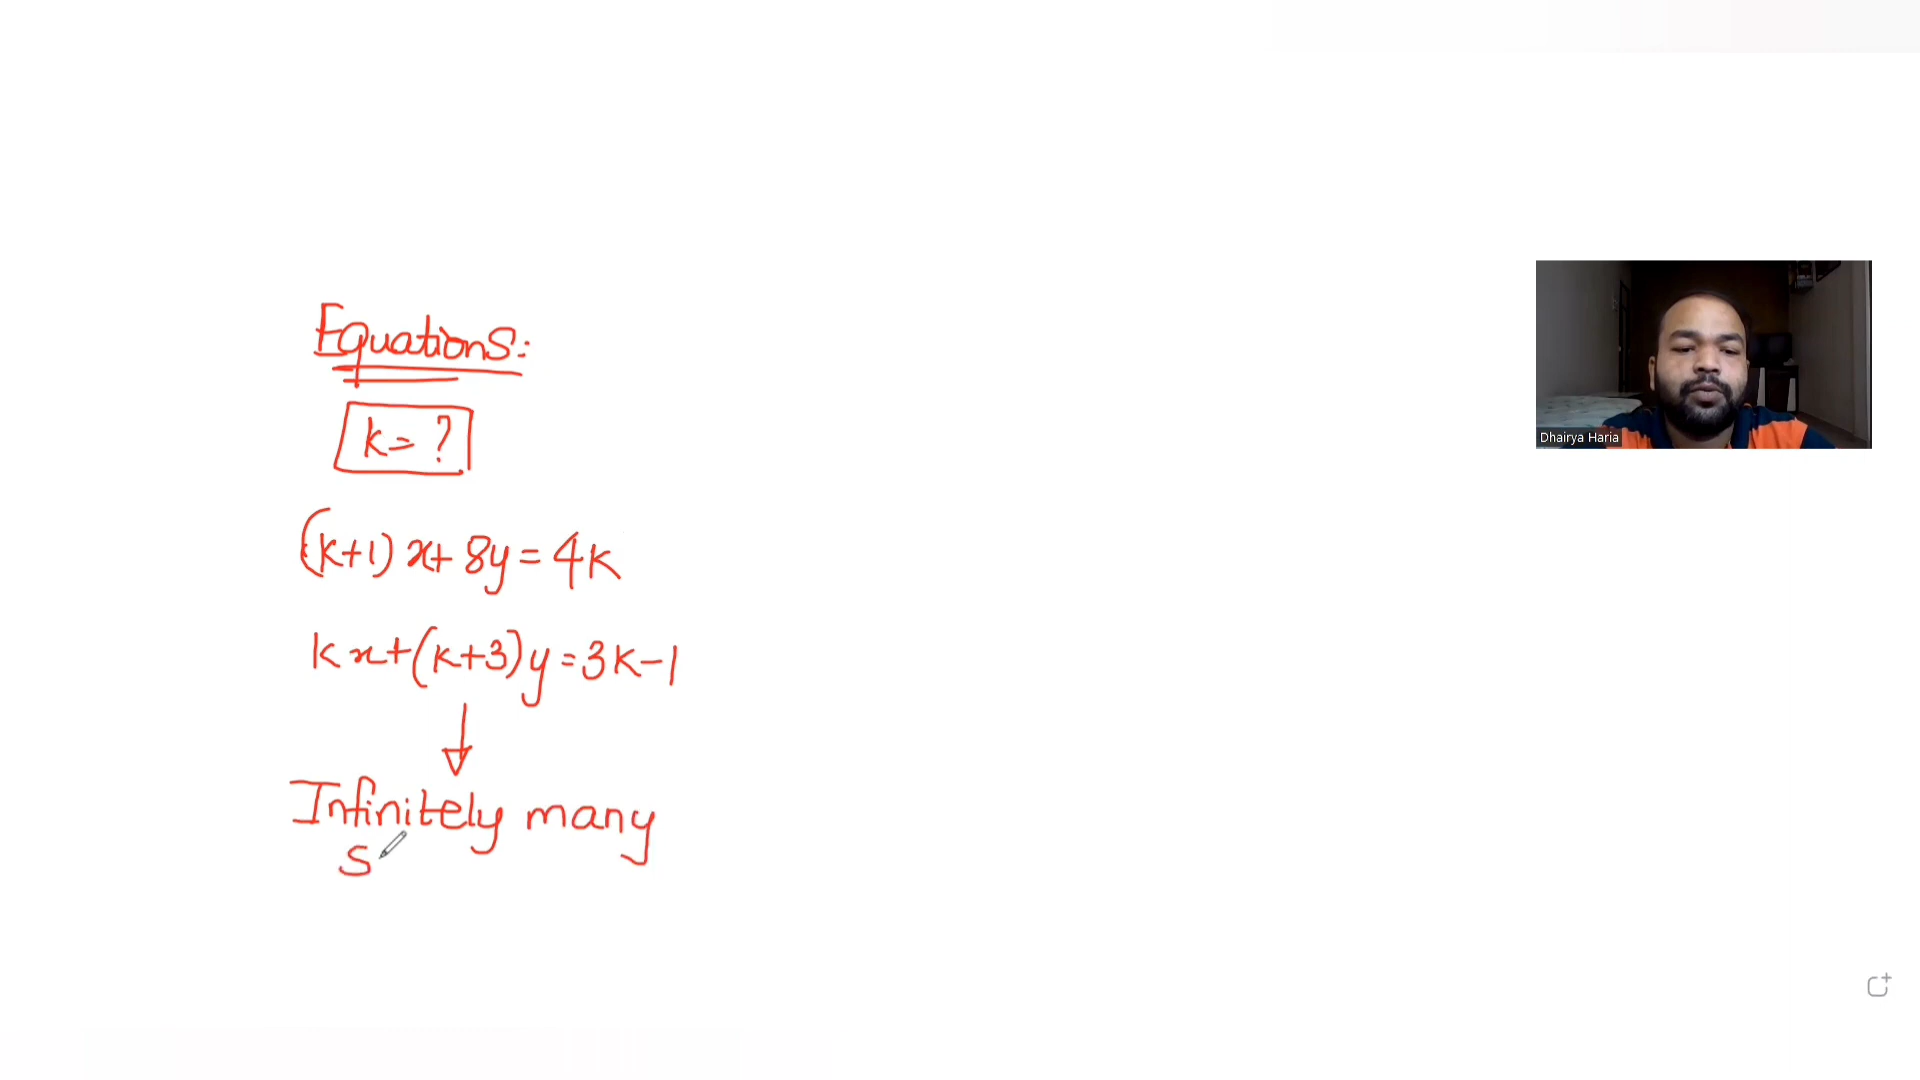 Equations:
k = ?
(k+1) x + 8y = 4k
kx + (k+3)y = 3k-1
Infinitely many
S
Dhairya Haria